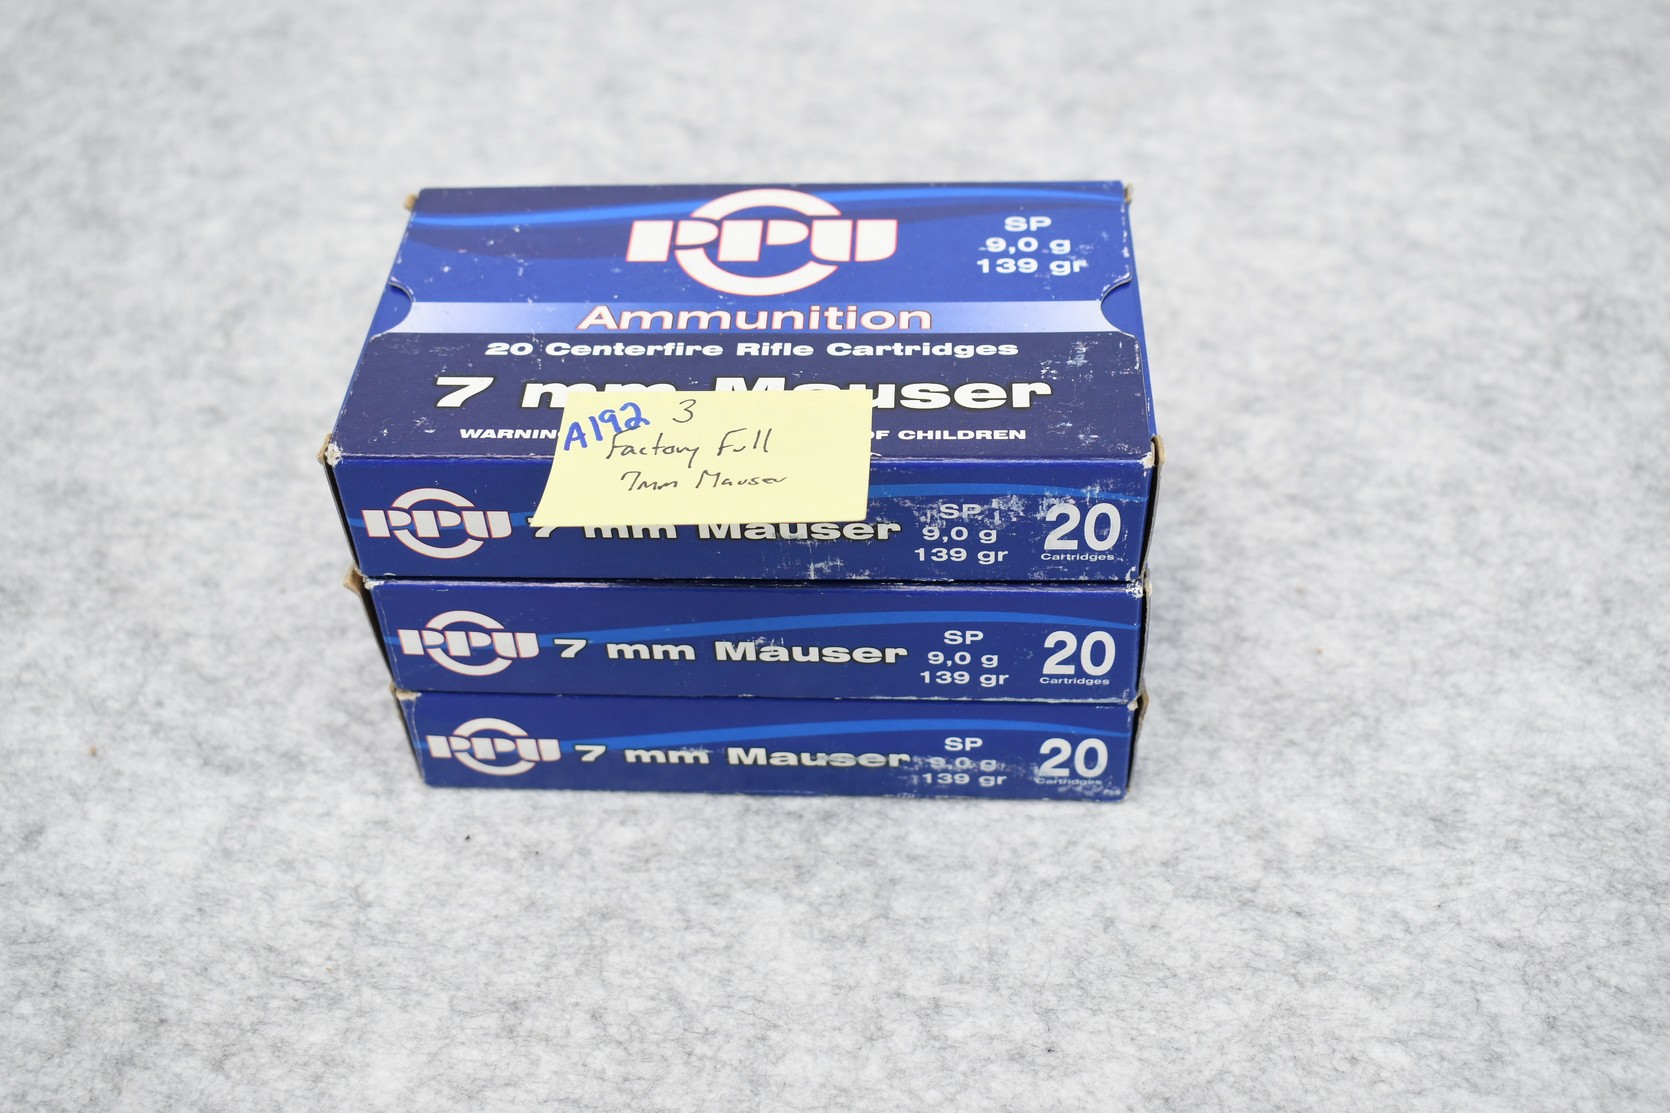 PPU
SP
9,0 g
139 gr
Ammunition
20 Centerfire Rifle Cartridges
7 mm Mauser
WARNIN
OF CHILDREN
A192
3
Factory Full
7mm Mauser
PPU
7 mm Mauser
SP
9,0 g
139 gr
20
Cartridges
PPU
7 mm Mauser
SP
9,0 g
139 gr
20
Cartridges
PPU
7 mm Mauser
SP
9,0 g
139 gr
20
Cartridges